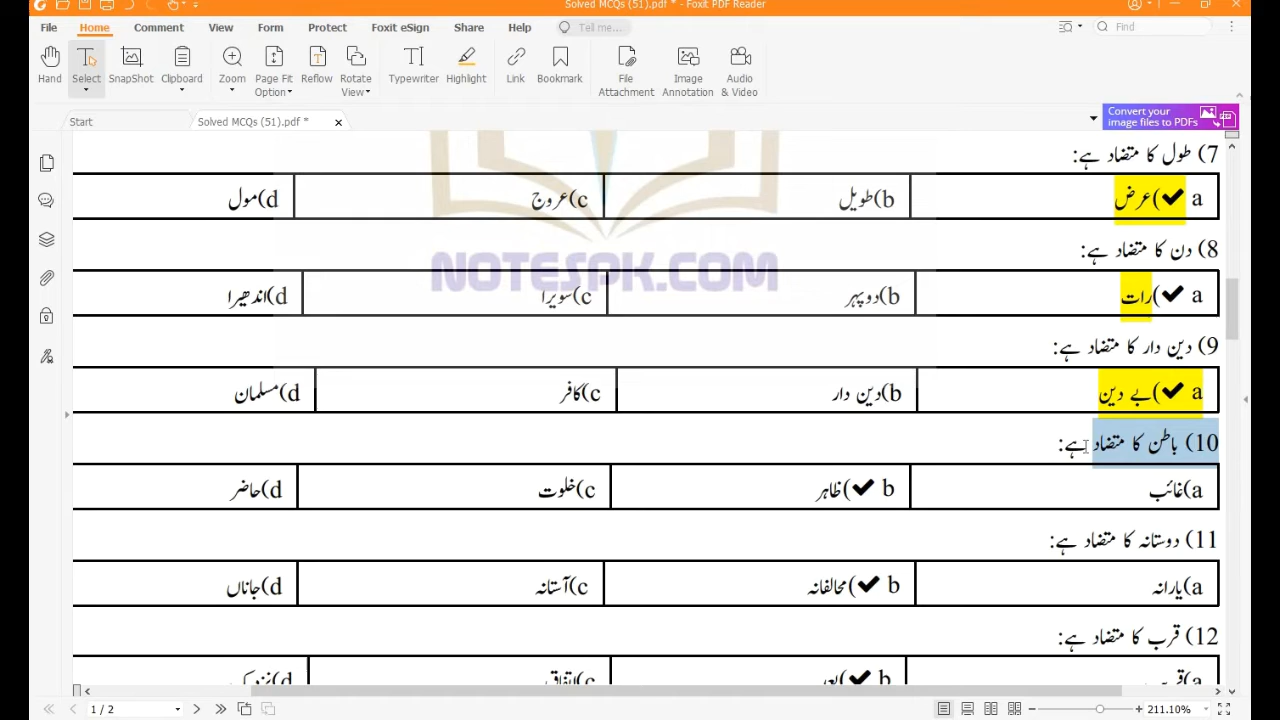 Solved MCQs (51).pdf * - Foxit PDF Reader
File Home Comment View Form Protect Foxit eSign Share Help Tell me... Find
Hand Select SnapShot Clipboard Zoom Page Fit Option Reflow Rotate View Typewriter Highlight Link Bookmark File Attachment Image Annotation Audio & Video
Start Solved MCQs (51).pdf * Convert your image files to PDFs
7) طول کا متضاد ہے:
a ✔)عرض b)طویل c)عروج d)مول
NOTESPK.COM
8) دن کا متضاد ہے:
a ✔)رات b)دوپہر c)سویرا d)اندھیرا
9) دین دار کا متضاد ہے:
a ✔)بے دین b)دین دار c)کافر d)مسلمان
10) باطن کا متضاد ہے:
a)غائب b ✔)ظاہر c)خلوت d)حاضر
11) دوستانہ کا متضاد ہے:
a)یارانہ b ✔)مخالفانہ c)آستانہ d)جاناں
12) قرب کا متضاد ہے:
a) b ✔)بعد c)اتفاق d)نزدیک
1 / 2 211.10%